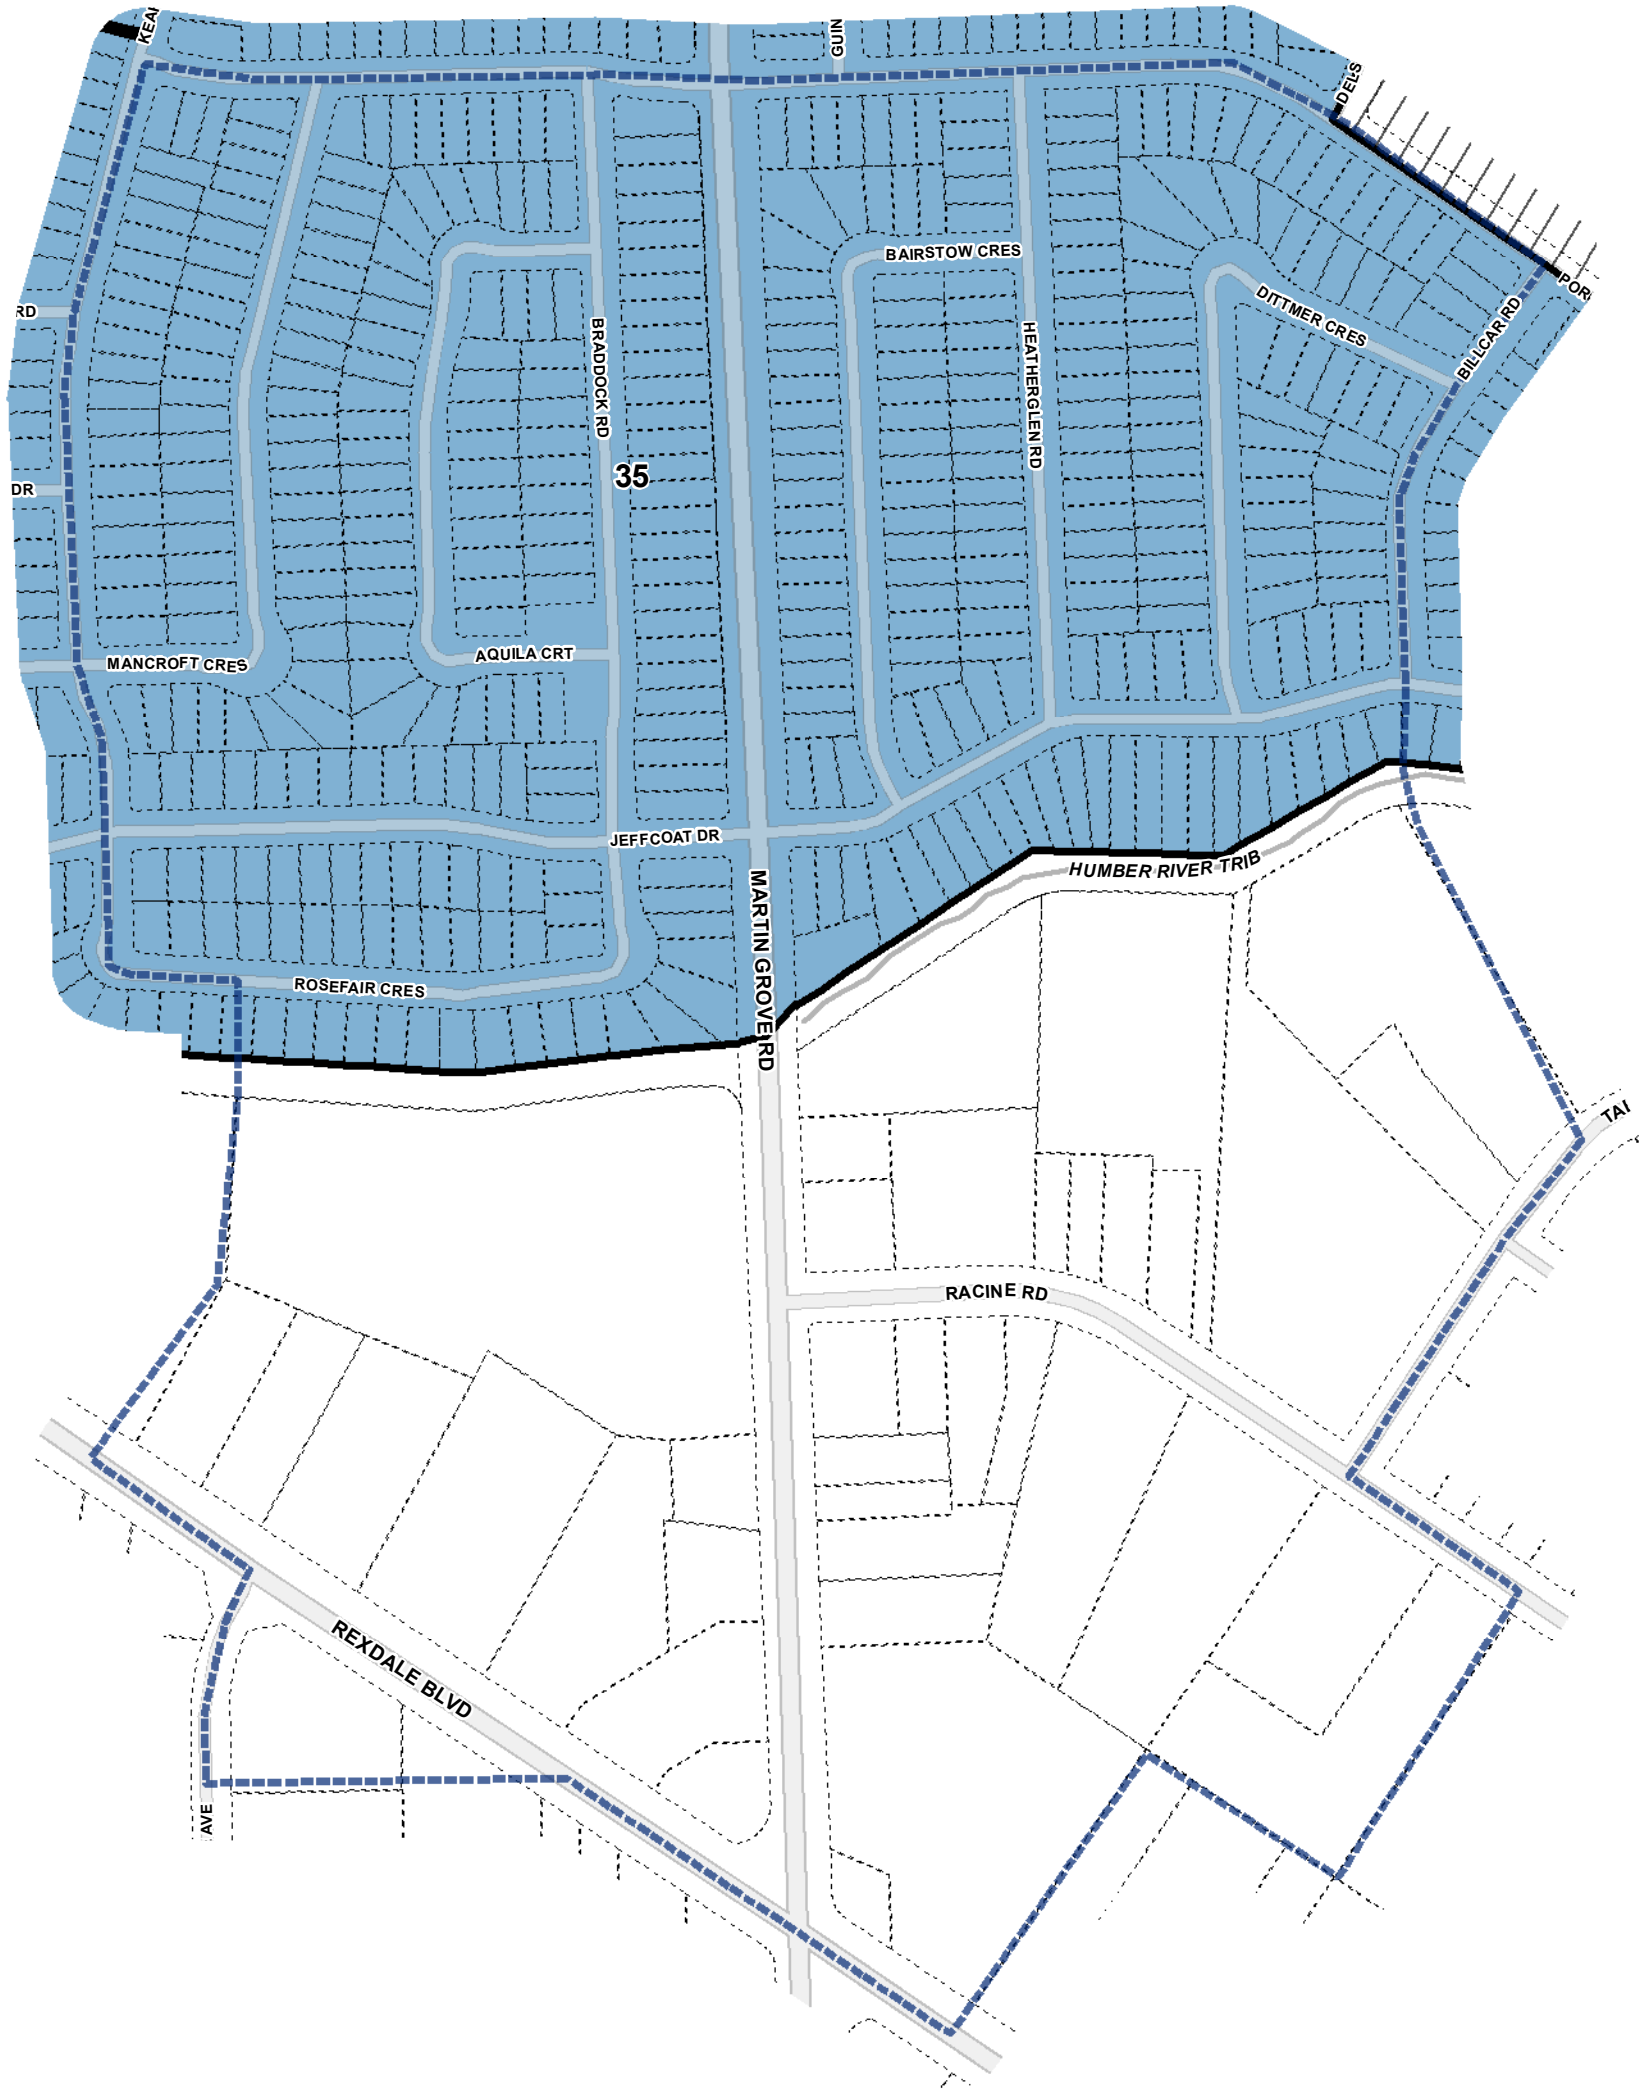 KEA
GUIN
DELS
RD
BAIRSTOW CRES
POR
DITTMER CRES
BILLCAR RD
BRADDOCK RD
HEATHERGLEN RD
35
DR
MANCROFT CRES
AQUILA CRT
JEFFCOAT DR
HUMBER RIVER TRIB
MARTIN GROVE RD
ROSEFAIR CRES
TAI
RACINE RD
REXDALE BLVD
AVE